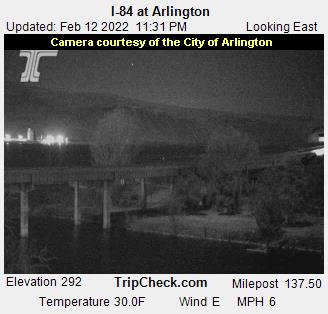 I-84 at Arlington
Updated: Feb 12 2022 11:31 PM Looking East
Camera courtesy of the City of Arlington
Elevation 292 TripCheck.com Milepost 137.50
Temperature 30.0F Wind E MPH 6